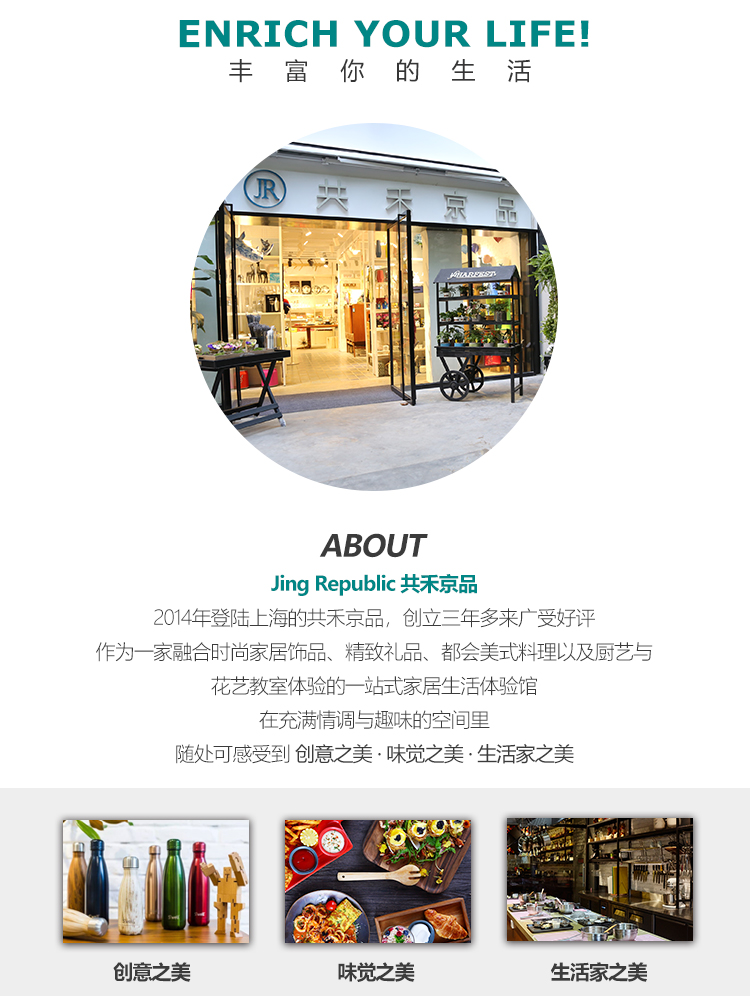 ENRICH YOUR LIFE!
丰富你的生活
JR 共禾京品
HARFEST
ABOUT
Jing Republic 共禾京品
2014年登陆上海的共禾京品，创立三年多来广受好评
作为一家融合时尚家居饰品、精致礼品、都会美式料理以及厨艺与
花艺教室体验的一站式家居生活体验馆
在充满情调与趣味的空间里
随处可感受到 创意之美 · 味觉之美 · 生活家之美
创意之美
味觉之美
生活家之美